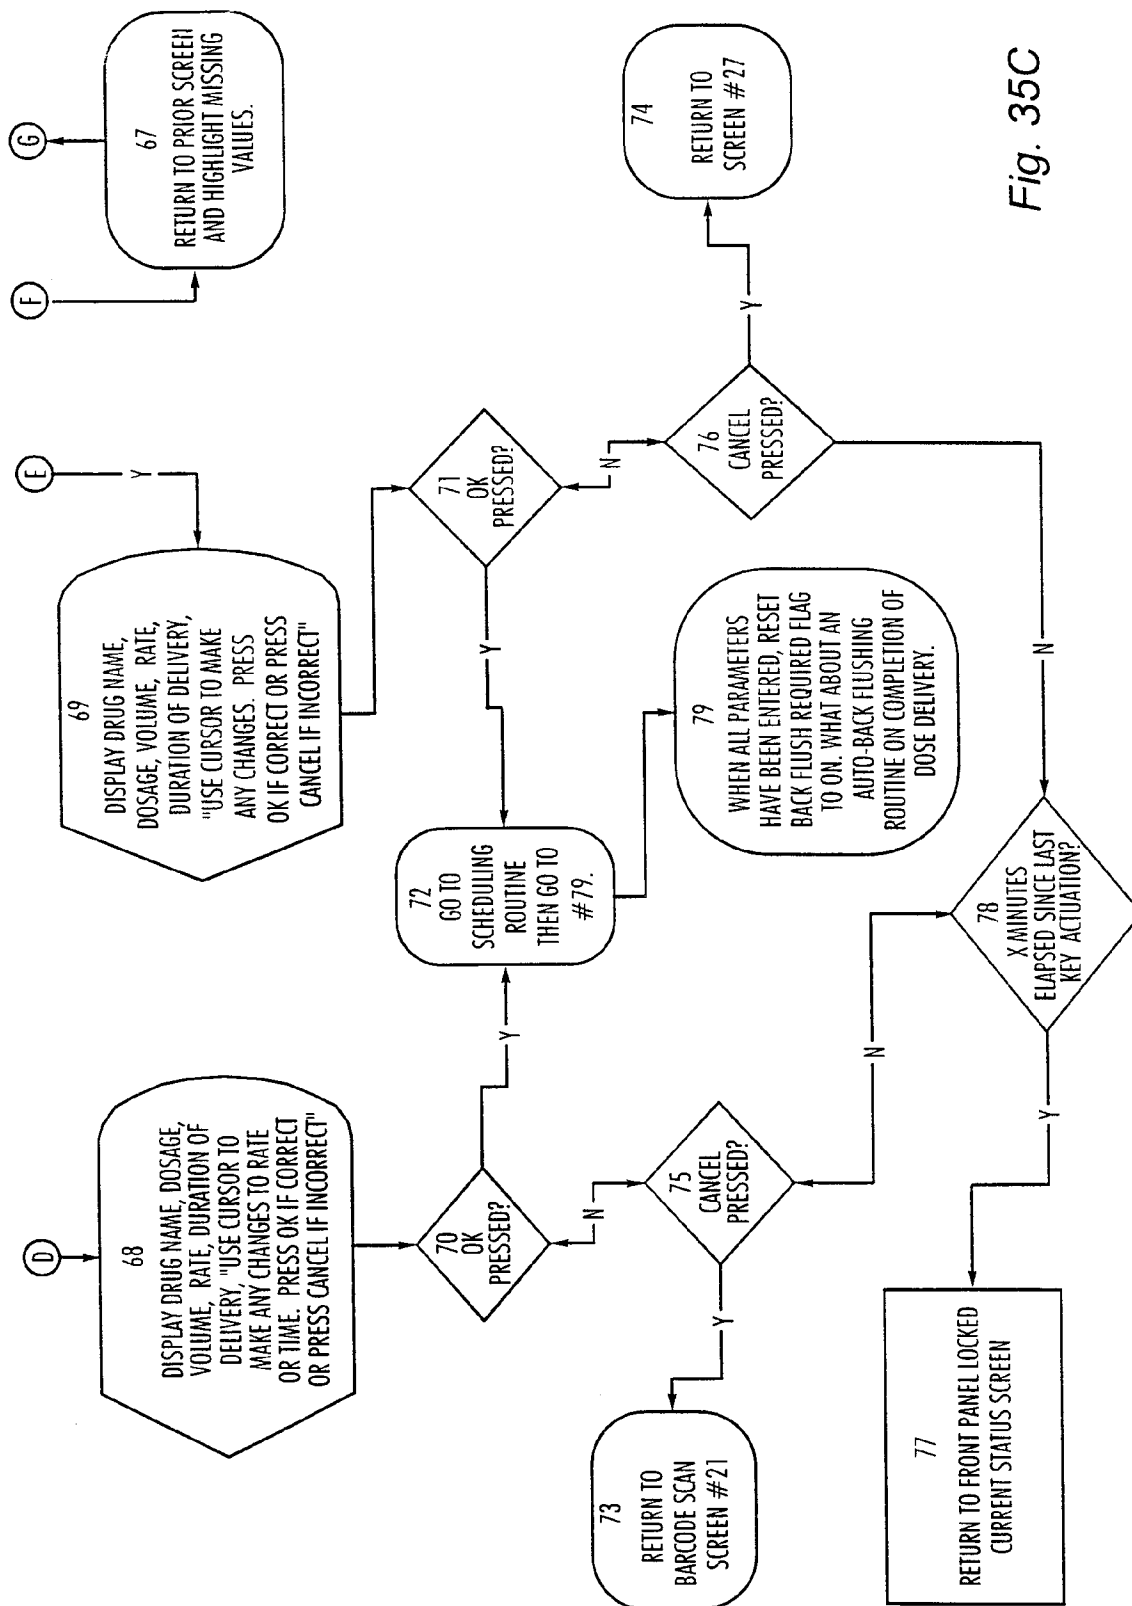 D
68
DISPLAY DRUG NAME, DOSAGE,
VOLUME, RATE, DURATION OF
DELIVERY, "USE CURSOR TO
MAKE ANY CHANGES TO RATE
OR TIME. PRESS OK IF CORRECT
OR PRESS CANCEL IF INCORRECT"
E
Y
69
DISPLAY DRUG NAME,
DOSAGE, VOLUME, RATE,
DURATION OF DELIVERY,
"USE CURSOR TO MAKE
ANY CHANGES. PRESS
OK IF CORRECT OR PRESS
CANCEL IF INCORRECT"
F
G
67
RETURN TO PRIOR SCREEN
AND HIGHLIGHT MISSING
VALUES.
70
OK
PRESSED?
Y
N
72
GO TO
SCHEDULING
ROUTINE
THEN GO TO
#79.
71
OK
PRESSED?
Y
N
73
RETURN TO
BARCODE SCAN
SCREEN #21
Y
75
CANCEL
PRESSED?
N
79
WHEN ALL PARAMETERS
HAVE BEEN ENTERED, RESET
BACK FLUSH REQUIRED FLAG
TO ON. WHAT ABOUT AN
AUTO-BACK FLUSHING
ROUTINE ON COMPLETION OF
DOSE DELIVERY.
76
CANCEL
PRESSED?
Y
N
74
RETURN TO
SCREEN #27
77
RETURN TO FRONT PANEL LOCKED
CURRENT STATUS SCREEN
Y
78
X MINUTES
ELAPSED SINCE LAST
KEY ACTUATION?
Fig. 35C